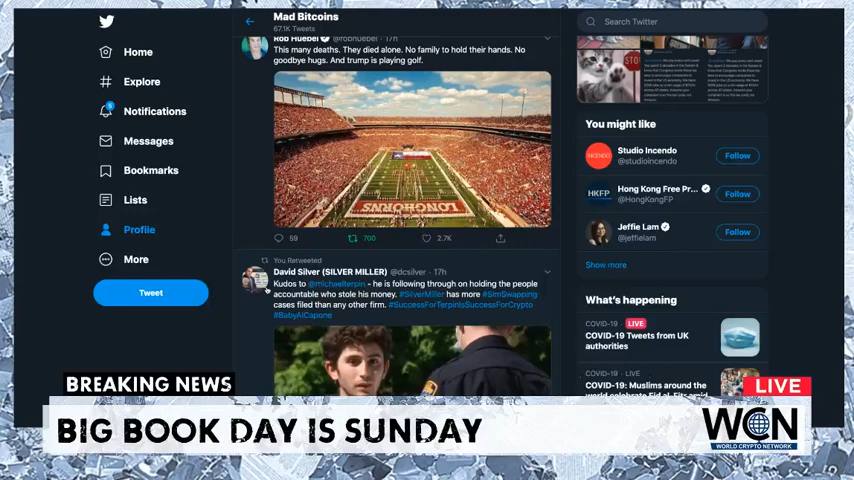 Mad Bitcoins
67.1K Tweets
Search Twitter
Home
Explore
Notifications
5
Messages
Bookmarks
Lists
Profile
More
Tweet
Rob Huebel @robhuebel · 17h
This many deaths. They died alone. No family to hold their hands. No
goodbye hugs. And trump is playing golf.
LONGHORNS
59
700
2.7K
You Retweeted
David Silver (SILVER MILLER) @dcsilver · 17h
Kudos to @michaelterpin - he is following through on holding the people
accountable who stole his money. #SilverMiller has more #SimSwapping
cases filed than any other firm. #SuccessForTerpinIsSuccessForCrypto
#BabyAlCapone
You might like
INCENDO
Studio Incendo
@studioincendo
Follow
HKFP
Hong Kong Free Pr...
@HongKongFP
Follow
Jeffie Lam
@jeffielam
Follow
Show more
What's happening
COVID-19 · LIVE
COVID-19 Tweets from UK
authorities
COVID-19 · LIVE
COVID-19: Muslims around the
world celebrate Eid al-Fitr amid
BREAKING NEWS
LIVE
BIG BOOK DAY IS SUNDAY
WCN
WORLD CRYPTO NETWORK